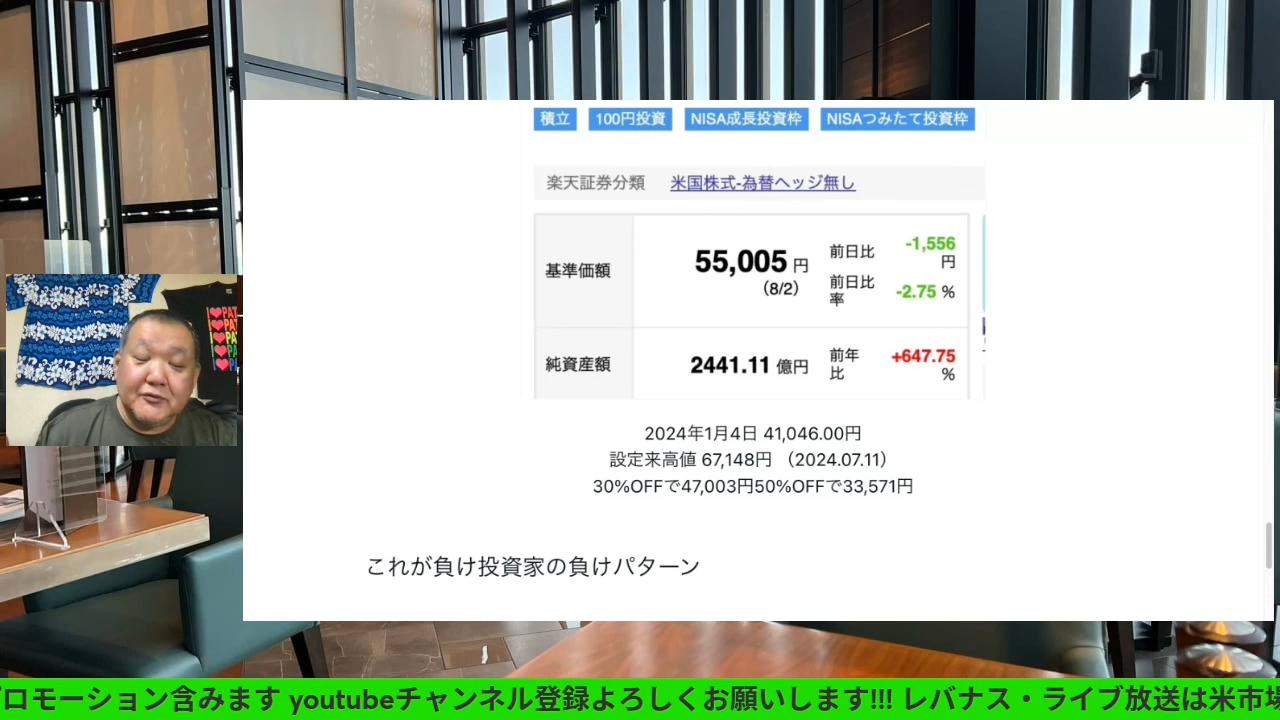 積立 100円投資 NISA成長投資枠 NISAつみたて投資枠
楽天証券分類 米国株式-為替ヘッジ無し
基準価額 55,005 円 (8/2) 前日比 -1,556 円
前日比率 -2.75 %
純資産額 2441.11 億円 前年比 +647.75 %
2024年1月4日 41,046.00円
設定来高値 67,148円 （2024.07.11）
30%OFFで47,003円50%OFFで33,571円
これが負け投資家の負けパターン
ロモーション含みます youtubeチャンネル登録よろしくお願いします!!! レバナス・ライブ放送は米市場